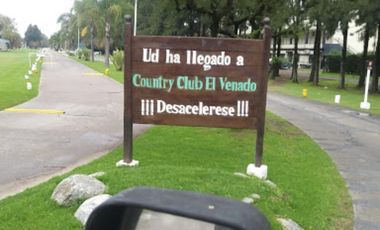 Ud ha llegado a
Country Club El Venado
¡¡¡Desacelerese!!!